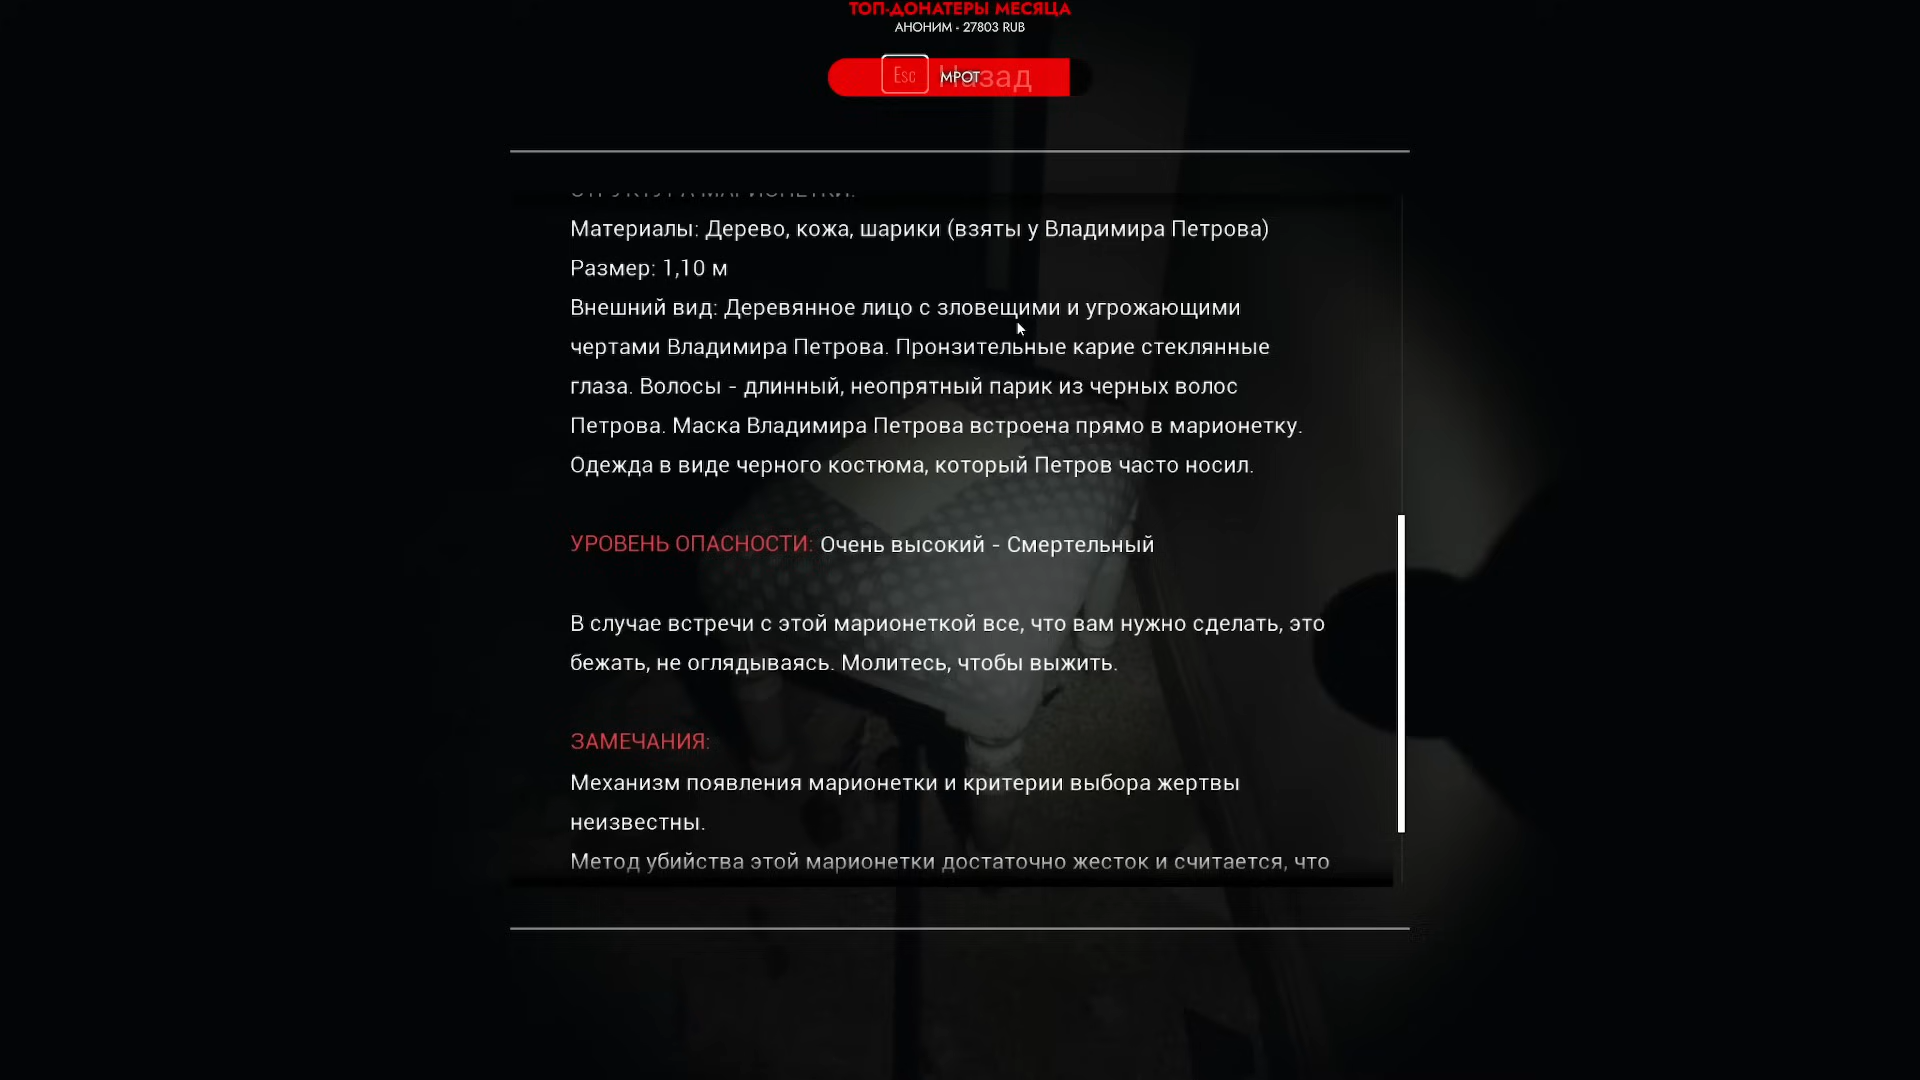 ТОП-ДОНАТЕРЫ МЕСЯЦА
АНОНИМ - 27803 RUB
Esc Назад
МРОТ
СТРУКТУРА МАРИОНЕТКИ:
Материалы: Дерево, кожа, шарики (взяты у Владимира Петрова)
Размер: 1,10 м
Внешний вид: Деревянное лицо с зловещими и угрожающими
чертами Владимира Петрова. Пронзительные карие стеклянные
глаза. Волосы - длинный, неопрятный парик из черных волос
Петрова. Маска Владимира Петрова встроена прямо в марионетку.
Одежда в виде черного костюма, который Петров часто носил.
УРОВЕНЬ ОПАСНОСТИ: Очень высокий - Смертельный
В случае встречи с этой марионеткой все, что вам нужно сделать, это
бежать, не оглядываясь. Молитесь, чтобы выжить.
ЗАМЕЧАНИЯ:
Механизм появления марионетки и критерии выбора жертвы
неизвестны.
Метод убийства этой марионетки достаточно жесток и считается, что